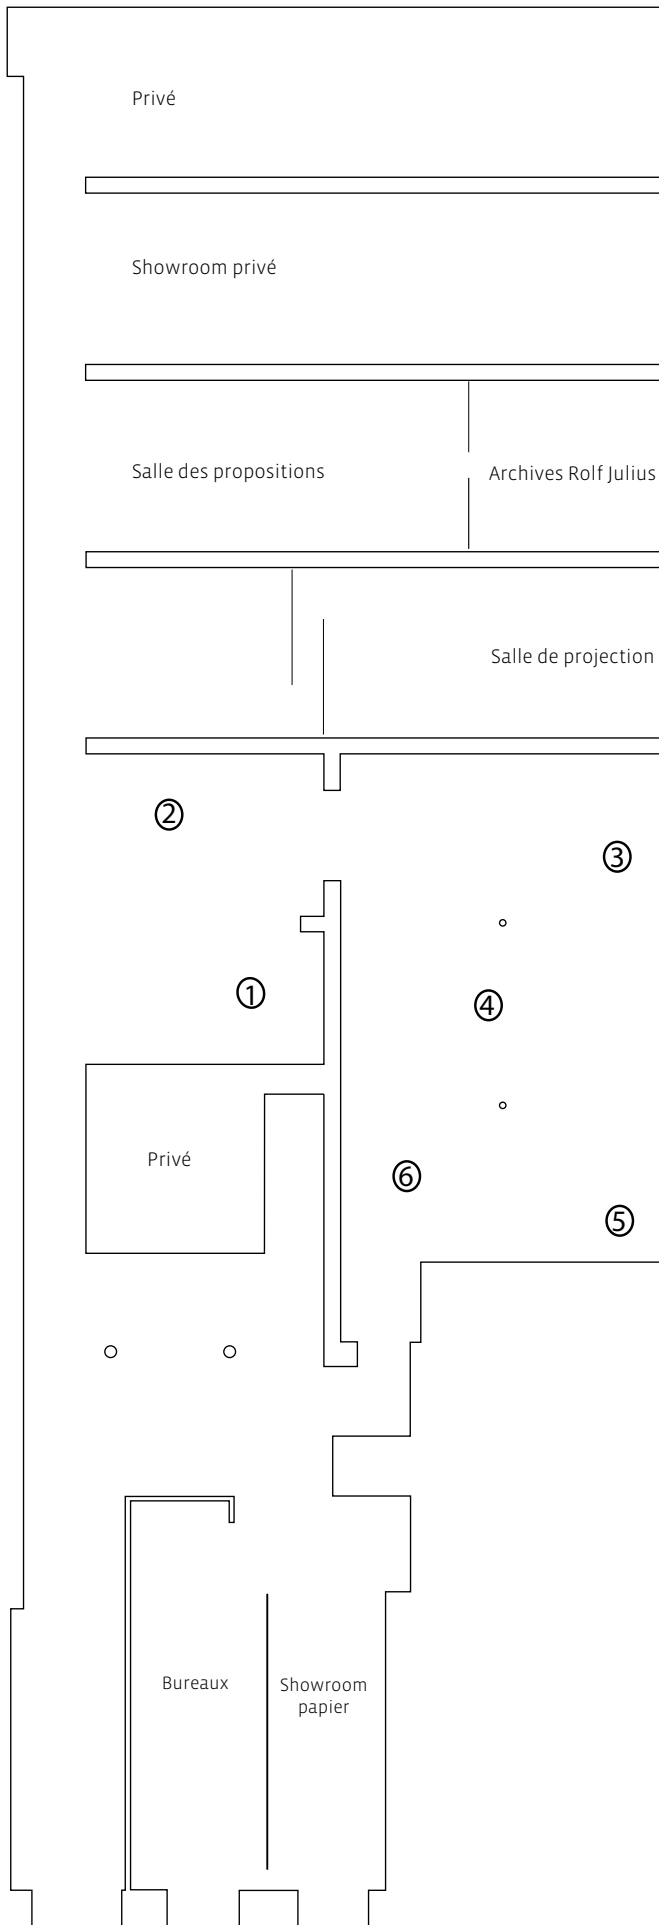 Privé
Showroom privé
Salle des propositions
Archives Rolf Julius
Salle de projection
2
3
1
4
Privé
6
5
Bureaux
Showroom
papier